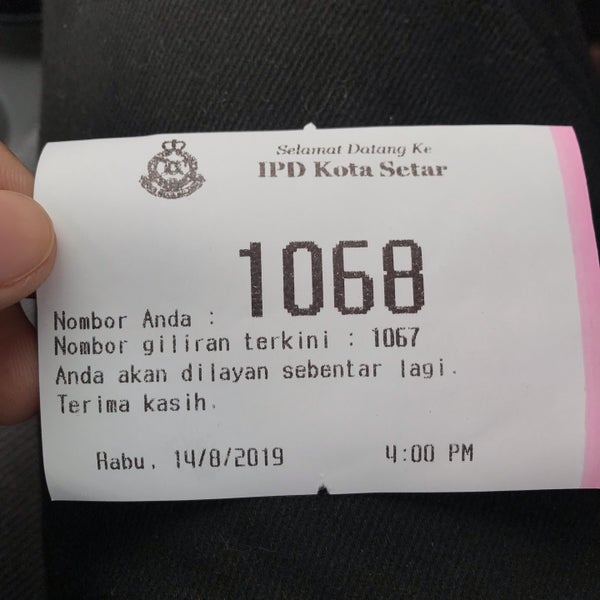 Selamat Datang Ke
IPD Kota Setar
Nombor Anda : 1068
Nombor giliran terkini : 1067
Anda akan dilayan sebentar lagi.
Terima kasih.
Rabu, 14/8/2019 4:00 PM